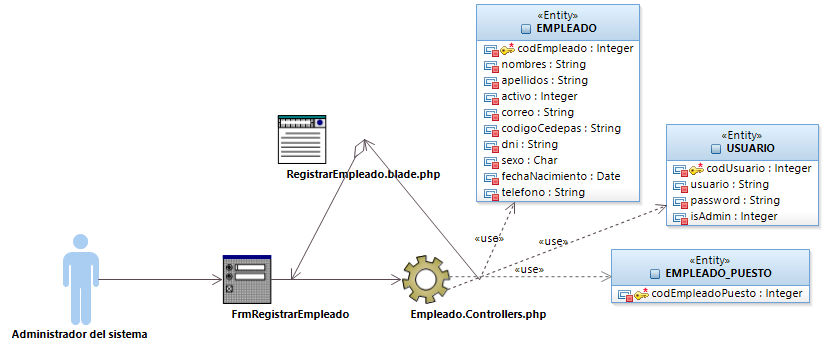 «Entity»
EMPLEADO
codEmpleado : Integer
nombres : String
apellidos : String
activo : Integer
correo : String
codigoCedepas : String
dni : String
sexo : Char
fechaNacimiento : Date
telefono : String
«Entity»
USUARIO
codUsuario : Integer
usuario : String
password : String
isAdmin : Integer
RegistrarEmpleado.blade.php
«use»
«use»
«use»
«Entity»
EMPLEADO_PUESTO
codEmpleadoPuesto : Integer
FrmRegistrarEmpleado
Empleado.Controllers.php
Administrador del sistema